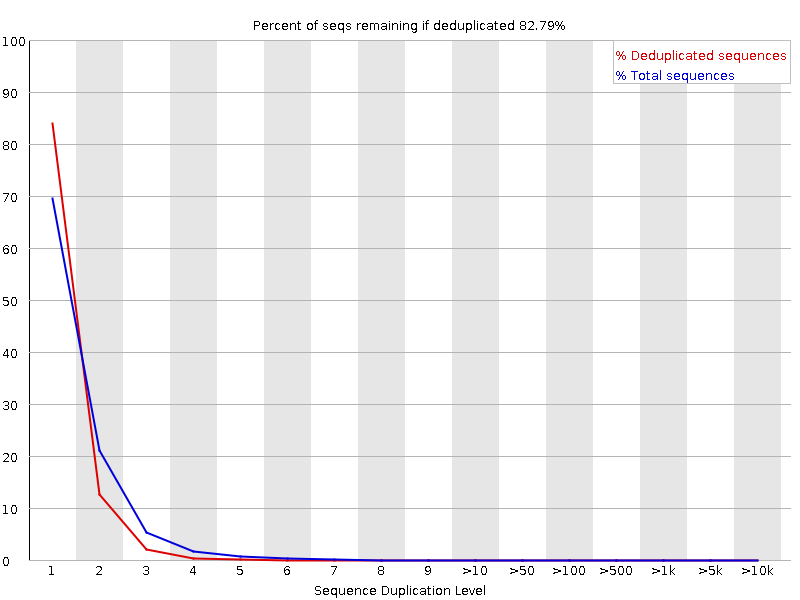 Percent of seqs remaining if deduplicated 82.79%
% Deduplicated sequences
% Total sequences
100
90
80
70
60
50
40
30
20
10
0
1 2 3 4 5 6 7 8 9 >10 >50 >100 >500 >1k >5k >10k
Sequence Duplication Level